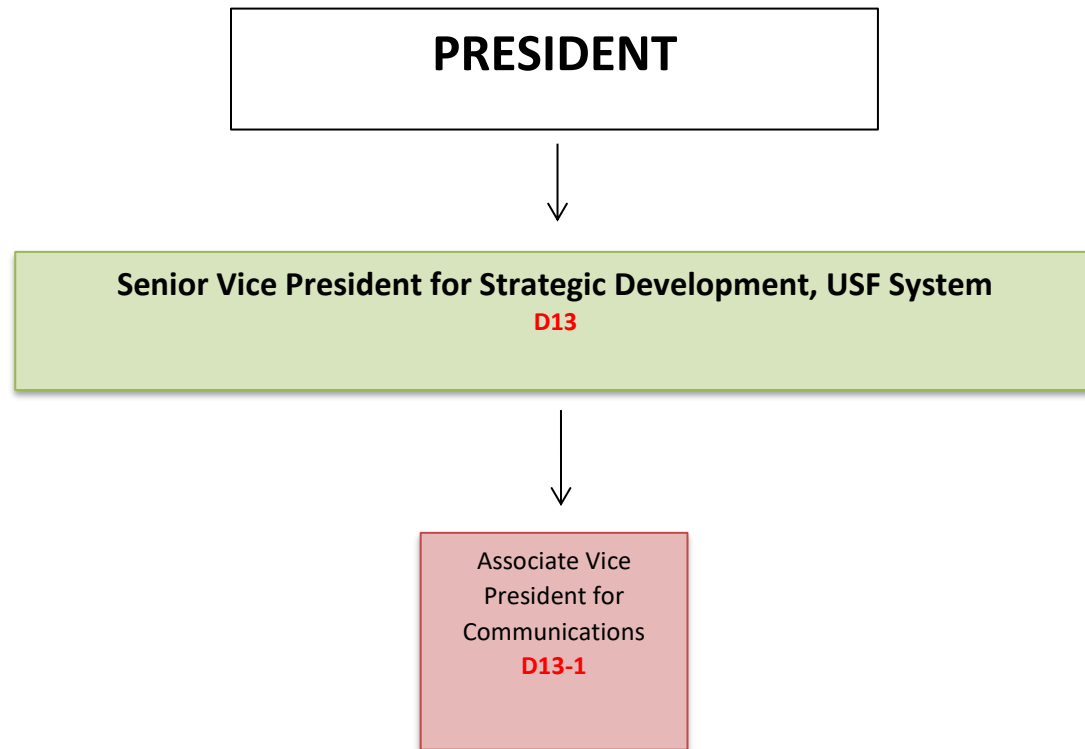 PRESIDENT
Senior Vice President for Strategic Development, USF System
D13
Associate Vice
President for
Communications
D13-1